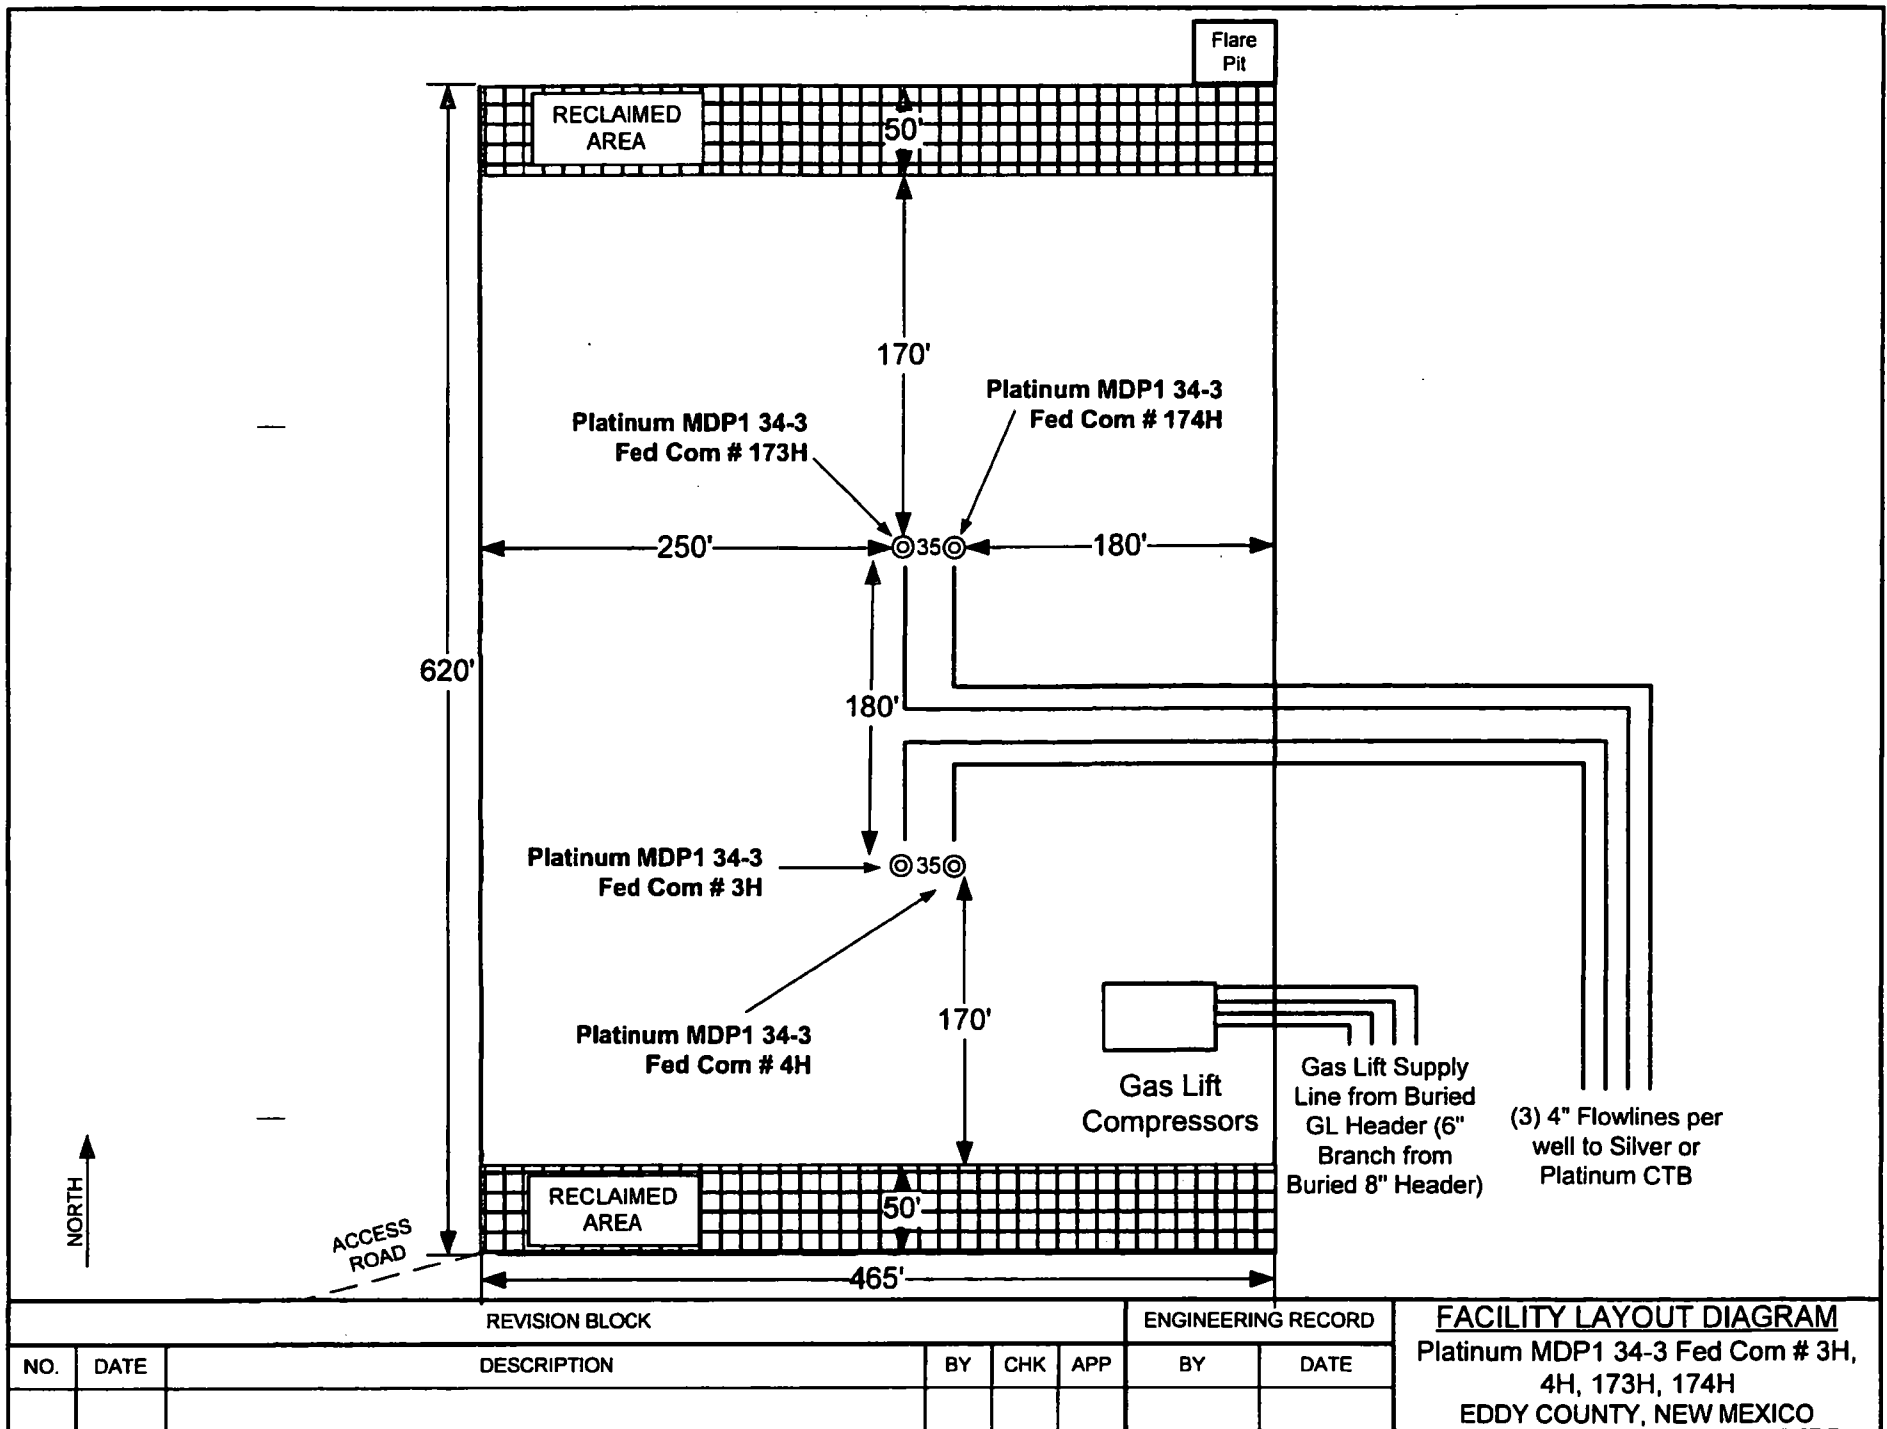 Flare
Pit
RECLAIMED
AREA
50'
170'
Platinum MDP1 34-3
Fed Com # 174H
Platinum MDP1 34-3
Fed Com # 173H
250'
35
180'
620'
180'
Platinum MDP1 34-3
Fed Com # 3H
35
170'
Platinum MDP1 34-3
Fed Com # 4H
Gas Lift
Compressors
Gas Lift Supply
Line from Buried
GL Header (6"
Branch from
Buried 8" Header)
(3) 4" Flowlines per
well to Silver or
Platinum CTB
NORTH
ACCESS
ROAD
RECLAIMED
AREA
50'
465'
REVISION BLOCK
ENGINEERING RECORD
NO.
DATE
DESCRIPTION
BY
CHK
APP
BY
DATE
FACILITY LAYOUT DIAGRAM
Platinum MDP1 34-3 Fed Com # 3H,
4H, 173H, 174H
EDDY COUNTY, NEW MEXICO